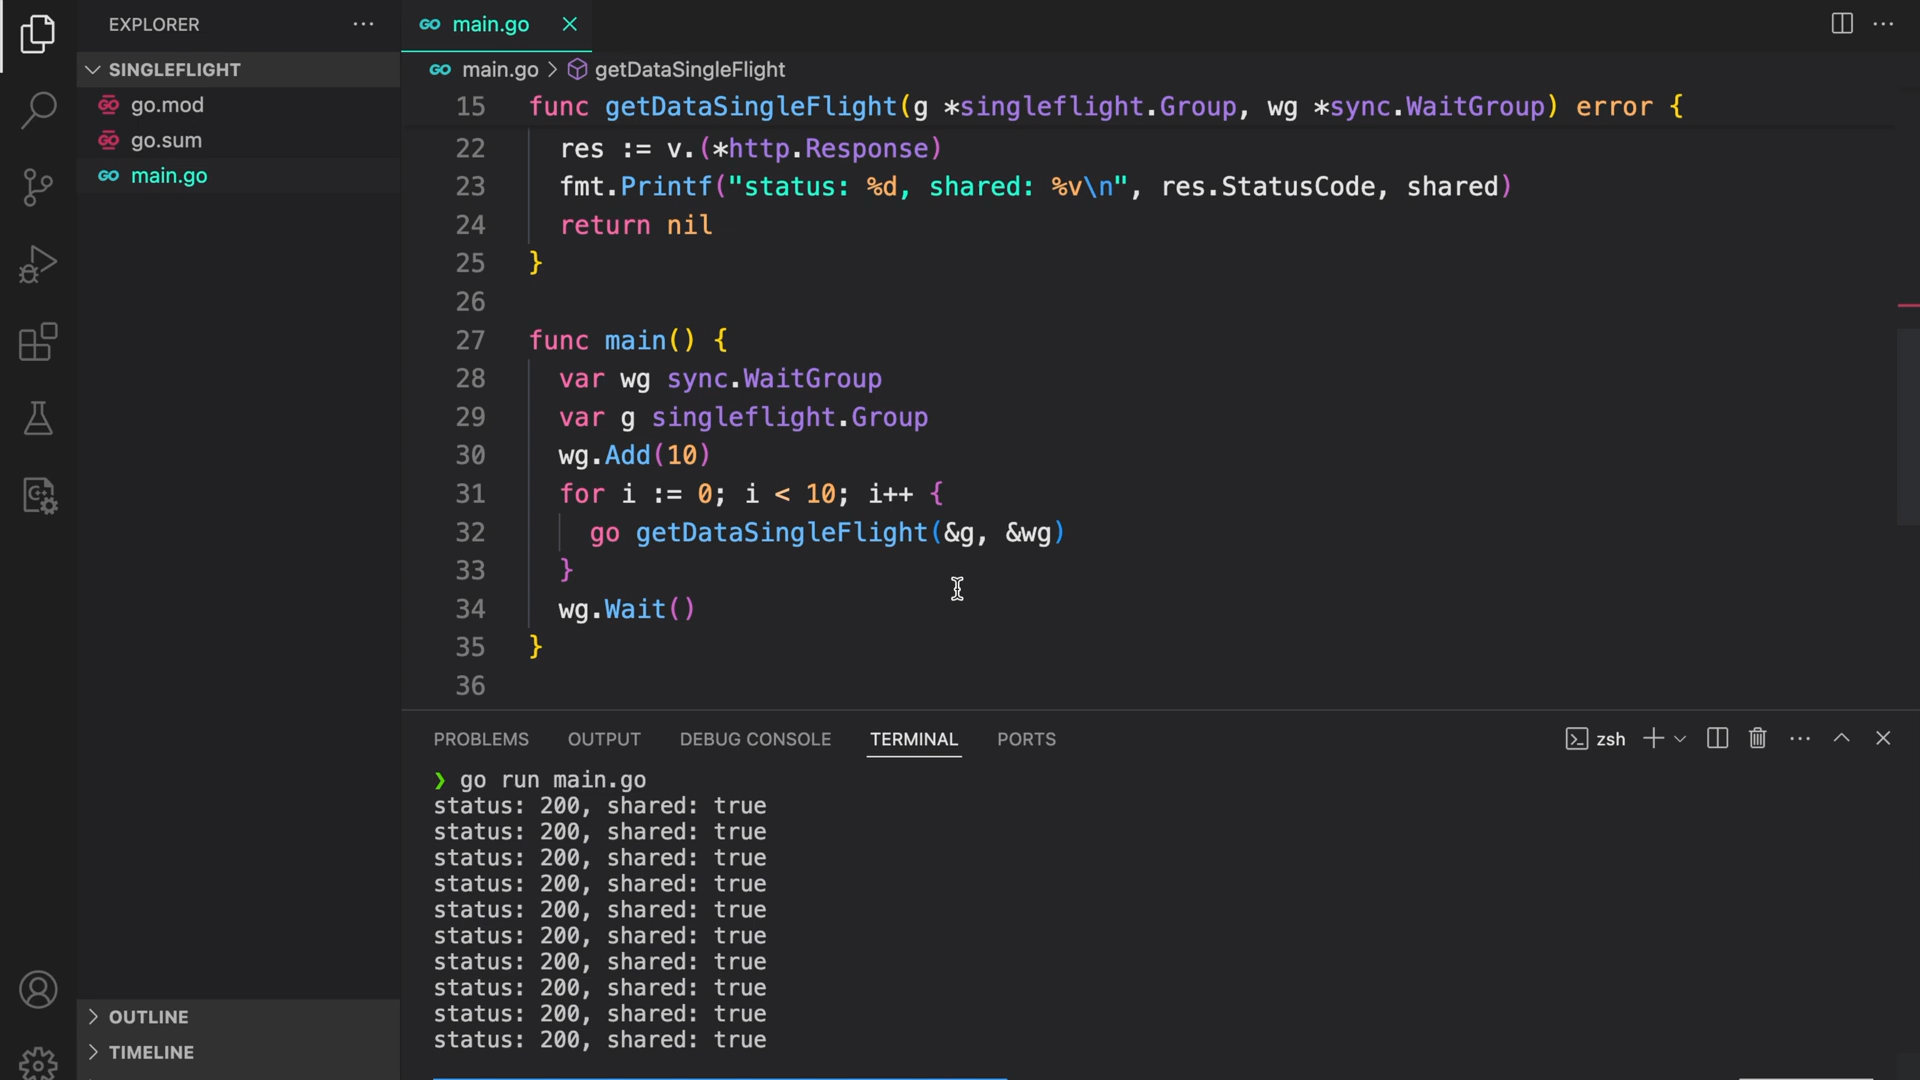 EXPLORER
SINGLEFLIGHT
go.mod
go.sum
main.go
OUTLINE
TIMELINE
GO main.go
GO main.go > getDataSingleFlight
15 func getDataSingleFlight(g *singleflight.Group, wg *sync.WaitGroup) error {
22 res := v.(*http.Response)
23 fmt.Printf("status: %d, shared: %v\n", res.StatusCode, shared)
24 return nil
25 }
26
27 func main() {
28 var wg sync.WaitGroup
29 var g singleflight.Group
30 wg.Add(10)
31 for i := 0; i < 10; i++ {
32 go getDataSingleFlight(&g, &wg)
33 }
34 wg.Wait()
35 }
36
PROBLEMS OUTPUT DEBUG CONSOLE TERMINAL PORTS zsh
❯ go run main.go
status: 200, shared: true
status: 200, shared: true
status: 200, shared: true
status: 200, shared: true
status: 200, shared: true
status: 200, shared: true
status: 200, shared: true
status: 200, shared: true
status: 200, shared: true
status: 200, shared: true